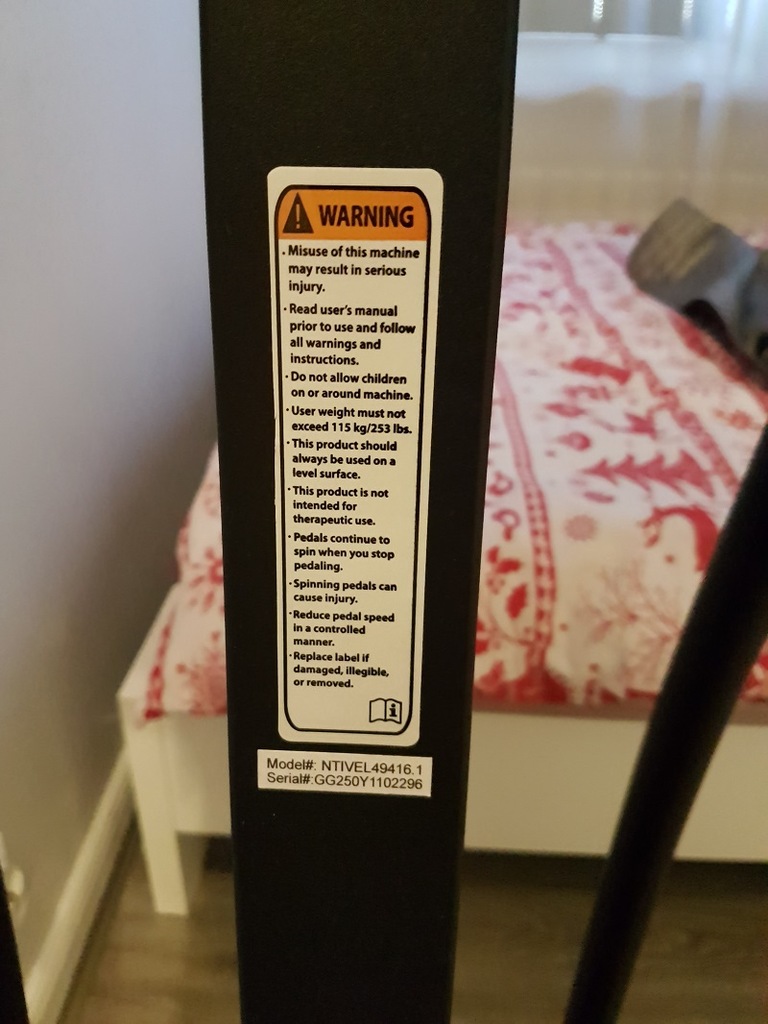 WARNING
· Misuse of this machine
may result in serious
injury.
· Read user's manual
prior to use and follow
all warnings and
instructions.
· Do not allow children
on or around machine.
· User weight must not
exceed 115 kg/253 lbs.
· This product should
always be used on a
level surface.
· This product is not
intended for
therapeutic use.
· Pedals continue to
spin when you stop
pedaling.
· Spinning pedals can
cause injury.
· Reduce pedal speed
in a controlled
manner.
· Replace label if
damaged, illegible,
or removed.
Model#: NTIVEL49416.1
Serial#:GG250Y1102296